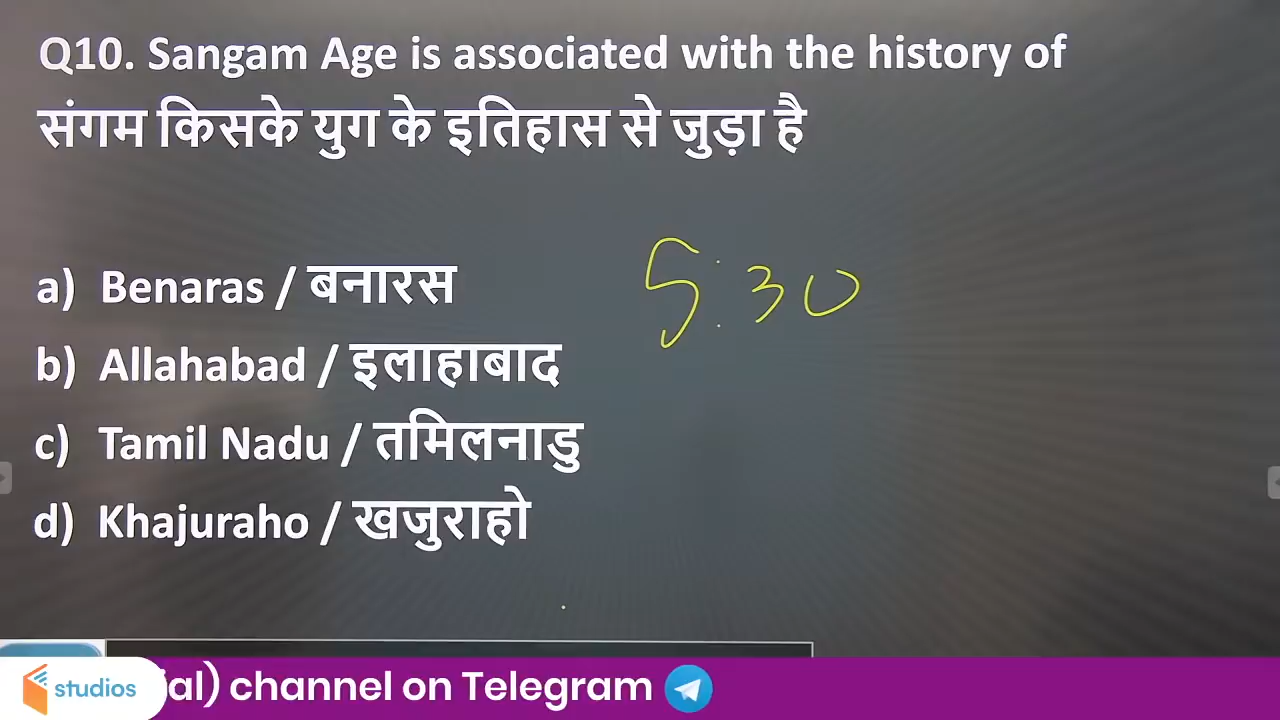 Q10. Sangam Age is associated with the history of
संगम किसके युग के इतिहास से जुड़ा है
5:30
a) Benaras / बनारस
b) Allahabad / इलाहाबाद
c) Tamil Nadu / तमिलनाडु
d) Khajuraho / खजुराहो
studios
ial) channel on Telegram